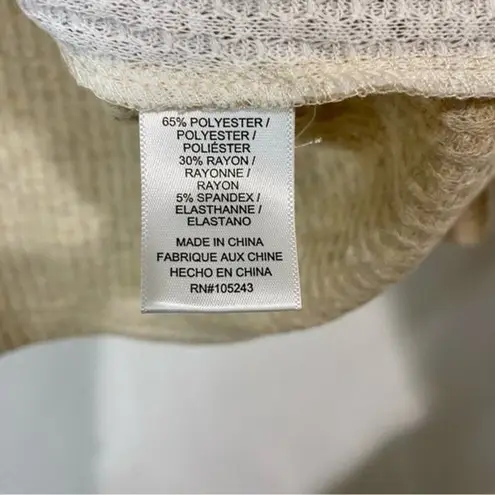 65% POLYESTER /
POLYESTER /
POLIÉSTER
30% RAYON /
RAYONNE /
RAYON
5% SPANDEX /
ELASTHANNE /
ELASTANO
MADE IN CHINA
FABRIQUE AUX CHINE
HECHO EN CHINA
RN#105243